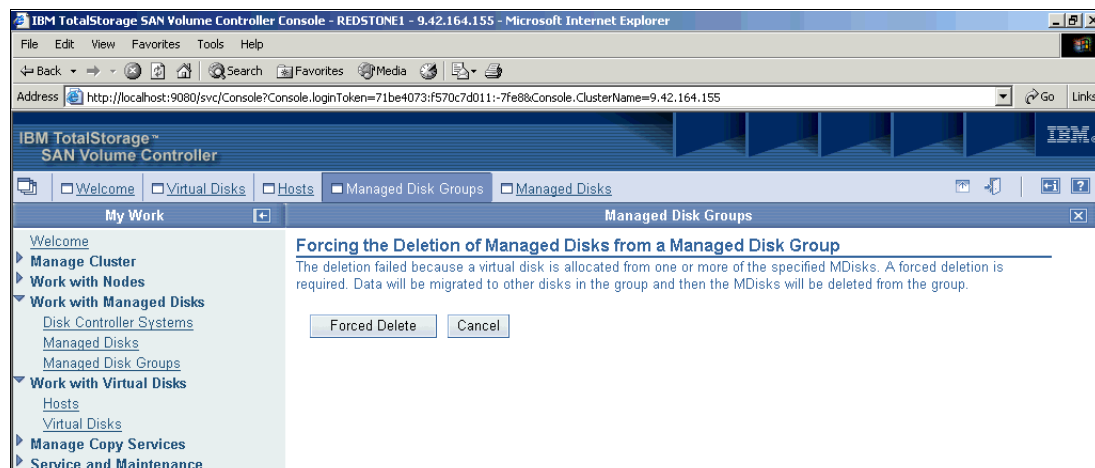 IBM TotalStorage SAN Volume Controller Console - REDSTONE1 - 9.42.164.155 - Microsoft Internet Explorer
File Edit View Favorites Tools Help
Back Search Favorites Media
Address http://localhost:9080/svc/Console?Console.loginToken=71be4073:f570c7d011:-7fe8&Console.ClusterName=9.42.164.155 Go Links
IBM TotalStorage™
SAN Volume Controller
IBM
Welcome Virtual Disks Hosts Managed Disk Groups Managed Disks
My Work
Managed Disk Groups
Welcome
Manage Cluster
Work with Nodes
Work with Managed Disks
Disk Controller Systems
Managed Disks
Managed Disk Groups
Work with Virtual Disks
Hosts
Virtual Disks
Manage Copy Services
Service and Maintenance
Forcing the Deletion of Managed Disks from a Managed Disk Group
The deletion failed because a virtual disk is allocated from one or more of the specified MDisks. A forced deletion is
required. Data will be migrated to other disks in the group and then the MDisks will be deleted from the group.
Forced Delete Cancel